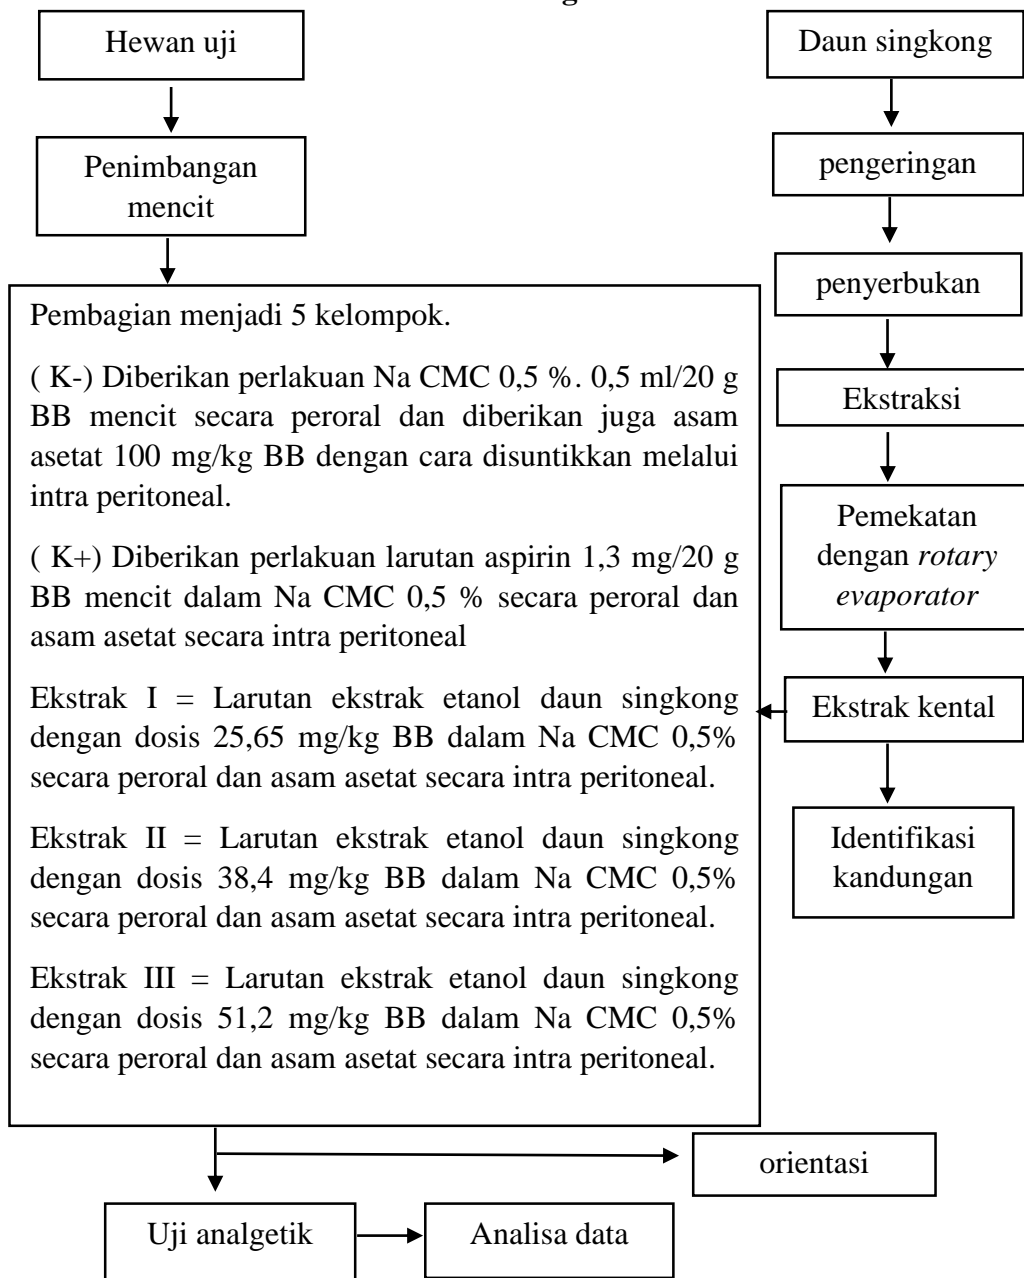 Hewan uji
Penimbangan
mencit
Pembagian menjadi 5 kelompok.
( K-) Diberikan perlakuan Na CMC 0,5 %. 0,5 ml/20 g
BB mencit secara peroral dan diberikan juga asam
asetat 100 mg/kg BB dengan cara disuntikkan melalui
intra peritoneal.
( K+) Diberikan perlakuan larutan aspirin 1,3 mg/20 g
BB mencit dalam Na CMC 0,5 % secara peroral dan
asam asetat secara intra peritoneal
Ekstrak I = Larutan ekstrak etanol daun singkong
dengan dosis 25,65 mg/kg BB dalam Na CMC 0,5%
secara peroral dan asam asetat secara intra peritoneal.
Ekstrak II = Larutan ekstrak etanol daun singkong
dengan dosis 38,4 mg/kg BB dalam Na CMC 0,5%
secara peroral dan asam asetat secara intra peritoneal.
Ekstrak III = Larutan ekstrak etanol daun singkong
dengan dosis 51,2 mg/kg BB dalam Na CMC 0,5%
secara peroral dan asam asetat secara intra peritoneal.
Daun singkong
pengeringan
penyerbukan
Ekstraksi
Pemekatan
dengan rotary
evaporator
Ekstrak kental
Identifikasi
kandungan
orientasi
Uji analgetik
Analisa data